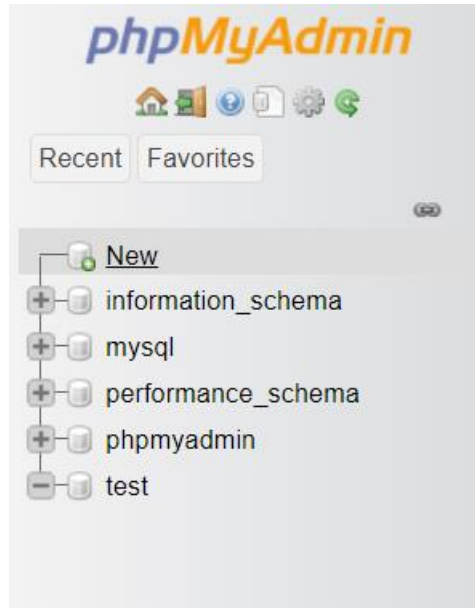 phpMyAdmin
Recent Favorites
New
information_schema
mysql
performance_schema
phpmyadmin
test